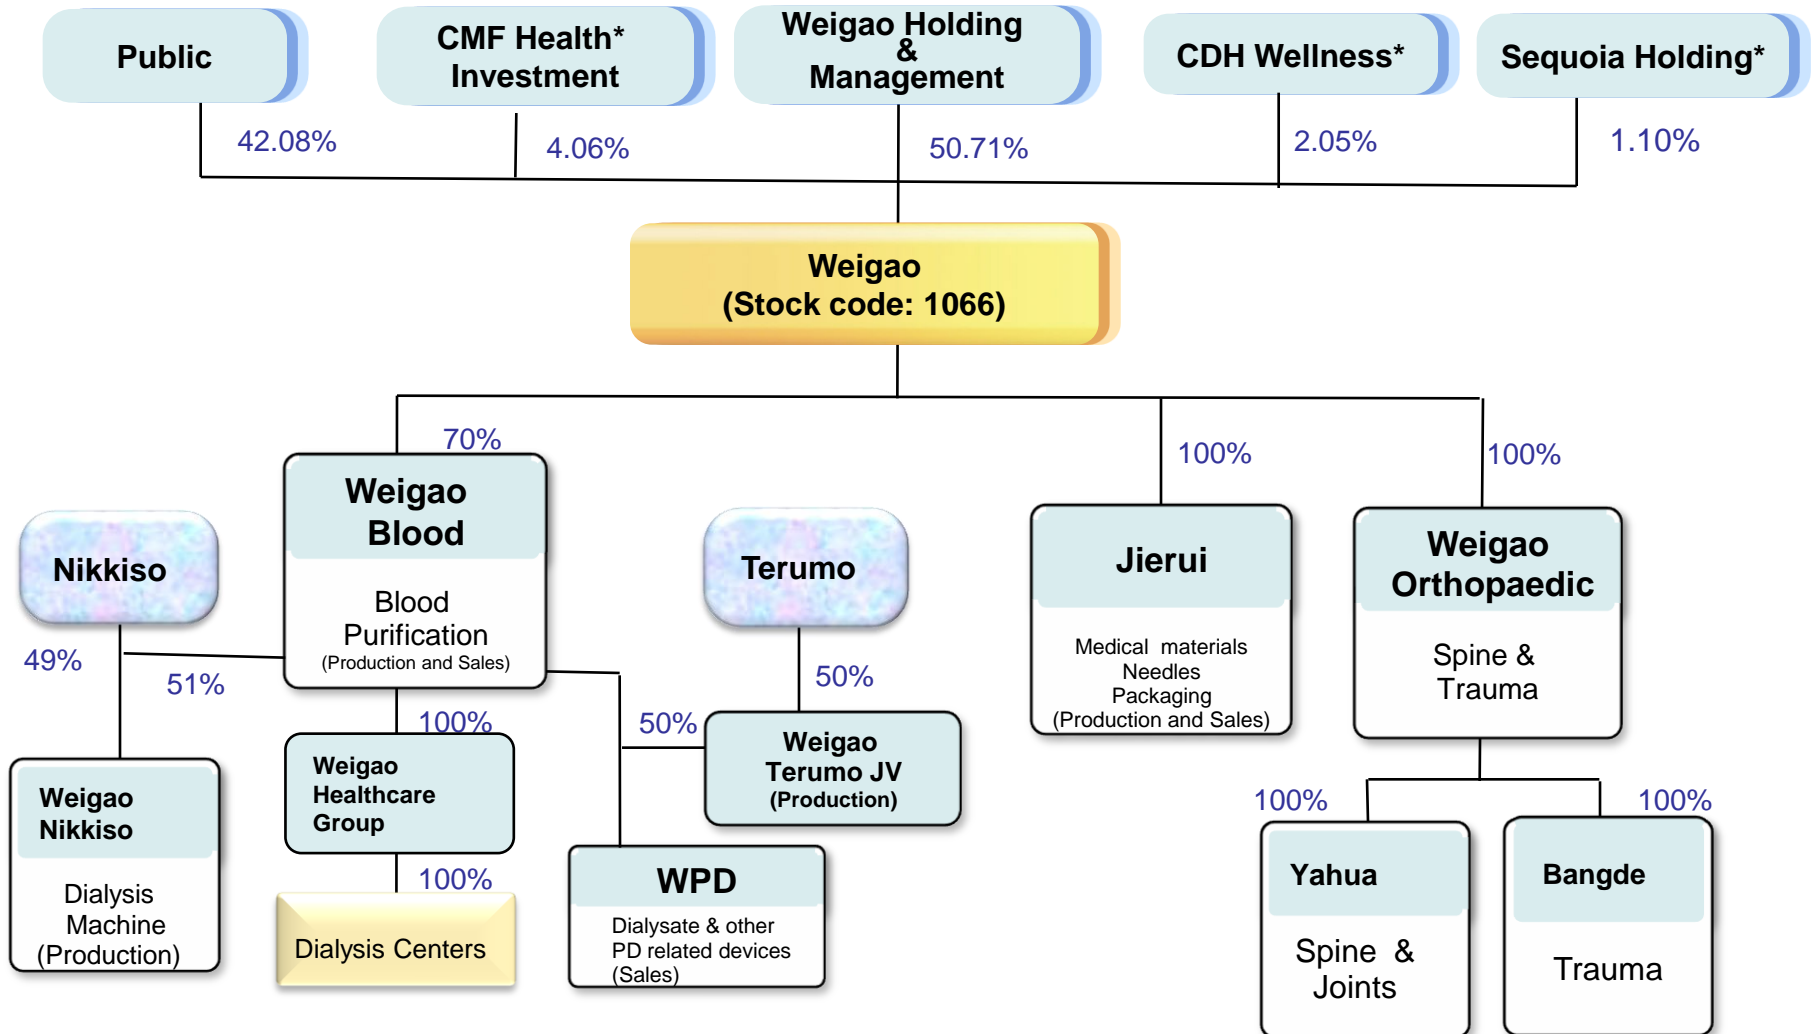 Public
CMF Health*
Investment
Weigao Holding
&
Management
CDH Wellness*
Sequoia Holding*
42.08%
4.06%
50.71%
2.05%
1.10%
Weigao
(Stock code: 1066)
70%
100%
100%
Nikkiso
Weigao
Blood
Blood
Purification
(Production and Sales)
Terumo
Jierui
Medical materials
Needles
Packaging
(Production and Sales)
Weigao
Orthopaedic
Spine &
Trauma
49%
51%
100%
50%
50%
Weigao
Nikkiso
Dialysis
Machine
(Production)
Weigao
Healthcare
Group
100%
Dialysis Centers
Weigao
Terumo JV
(Production)
WPD
Dialysate & other
PD related devices
(Sales)
100%
100%
Yahua
Spine &
Joints
Bangde
Trauma